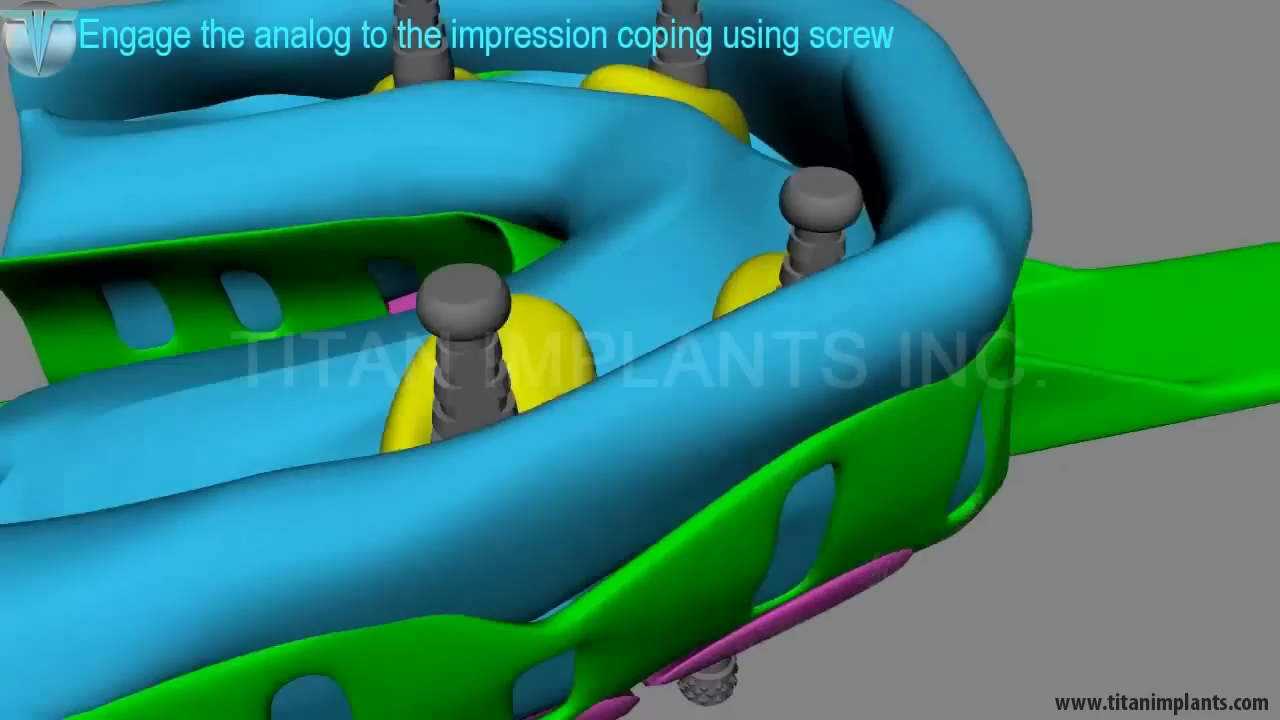 Engage the analog to the impression coping using screw
TITAN IMPLANTS INC.
www.titanimplants.com